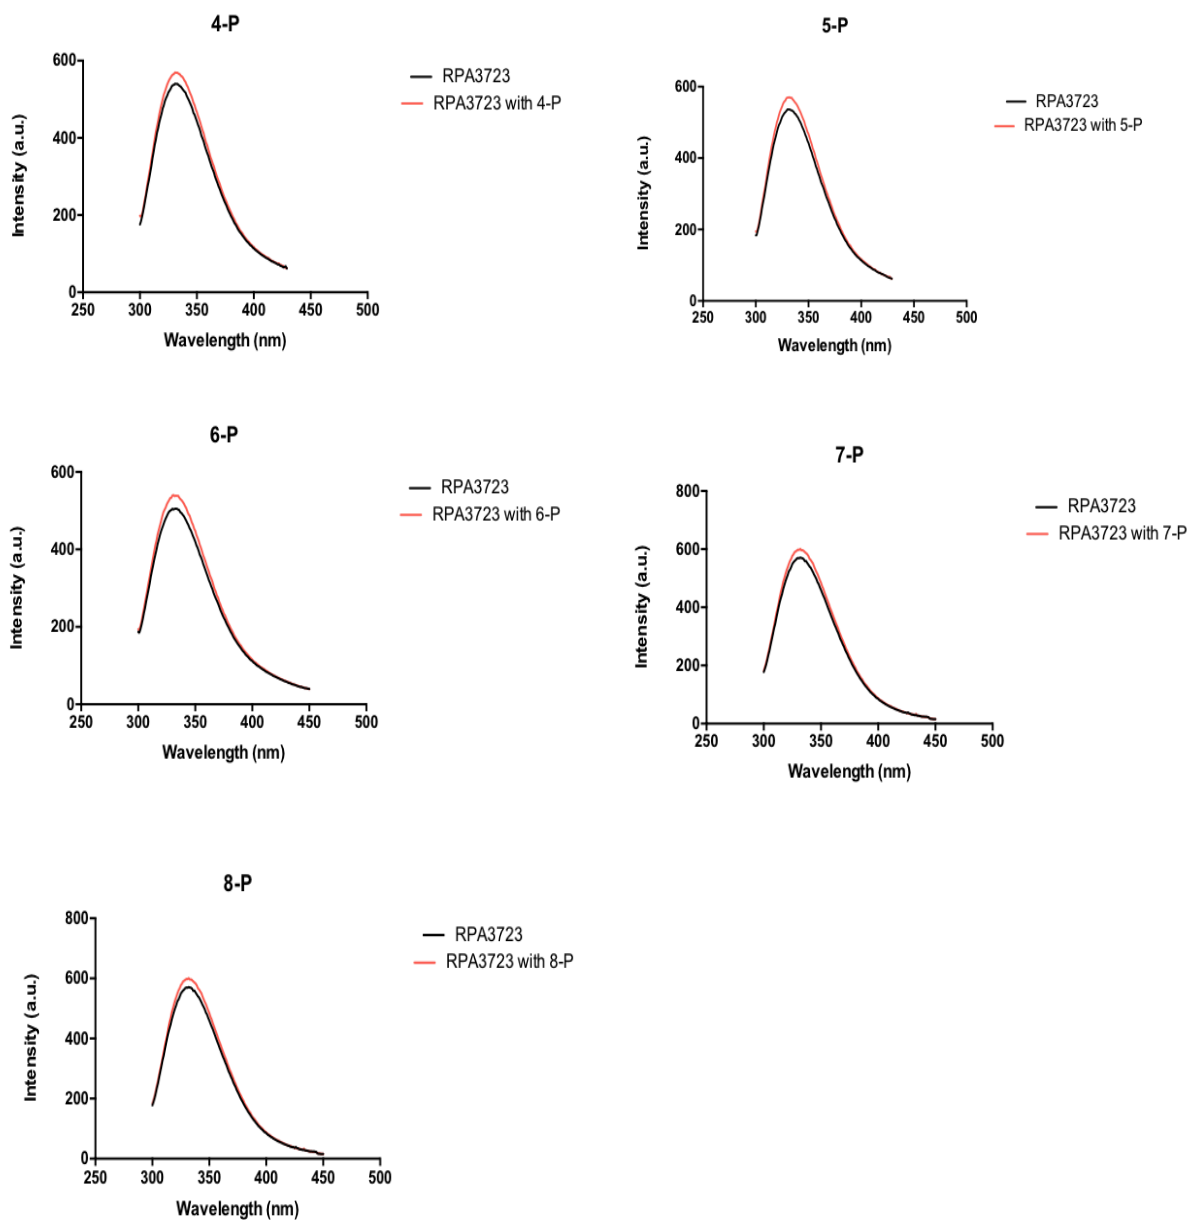 4-P
600
400
200
0
250 300 350 400 450 500
Intensity (a.u.)
Wavelength (nm)
RPA3723
RPA3723 with 4-P
5-P
600
400
200
0
250 300 350 400 450 500
Intensity (a.u.)
Wavelength (nm)
RPA3723
RPA3723 with 5-P
6-P
600
400
200
0
250 300 350 400 450 500
Intensity (a.u.)
Wavelength (nm)
RPA3723
RPA3723 with 6-P
7-P
800
600
400
200
0
250 300 350 400 450 500
Intensity (a.u.)
Wavelength (nm)
RPA3723
RPA3723 with 7-P
8-P
800
600
400
200
0
250 300 350 400 450 500
Intensity (a.u.)
Wavelength (nm)
RPA3723
RPA3723 with 8-P